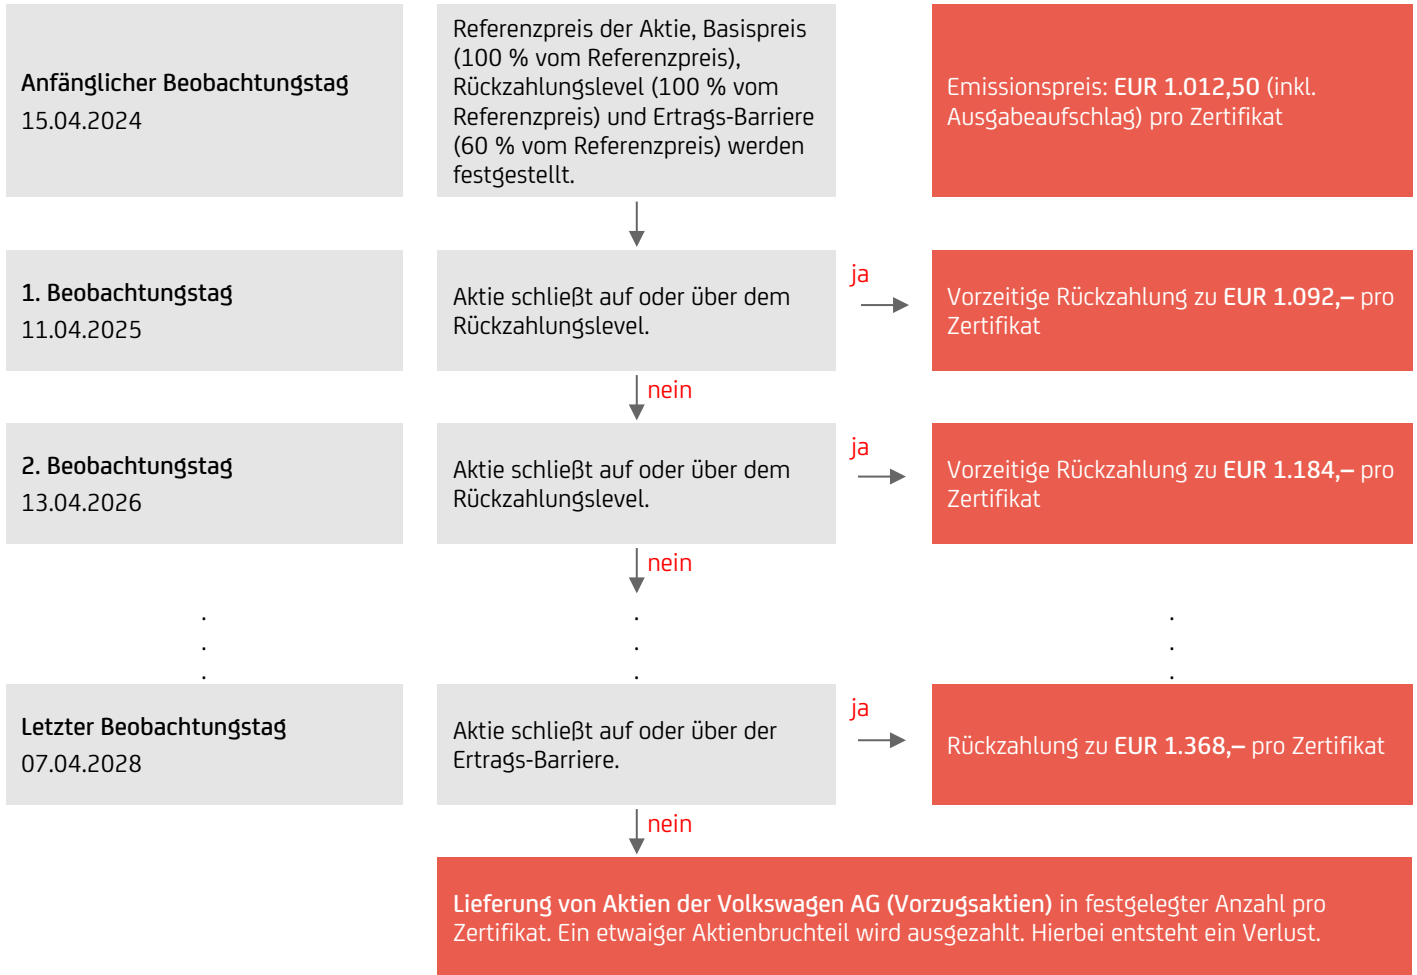 Anfänglicher Beobachtungstag
15.04.2024
Referenzpreis der Aktie, Basispreis
(100 % vom Referenzpreis),
Rückzahlungslevel (100 % vom
Referenzpreis) und Ertrags-Barriere
(60 % vom Referenzpreis) werden
festgestellt.
Emissionspreis: EUR 1.012,50 (inkl.
Ausgabeaufschlag) pro Zertifikat
1. Beobachtungstag
11.04.2025
Aktie schließt auf oder über dem
Rückzahlungslevel.
ja
Vorzeitige Rückzahlung zu EUR 1.092,– pro
Zertifikat
nein
2. Beobachtungstag
13.04.2026
Aktie schließt auf oder über dem
Rückzahlungslevel.
ja
Vorzeitige Rückzahlung zu EUR 1.184,– pro
Zertifikat
nein
. . .
. . .
. . .
Letzter Beobachtungstag
07.04.2028
Aktie schließt auf oder über der
Ertrags-Barriere.
ja
Rückzahlung zu EUR 1.368,– pro Zertifikat
nein
Lieferung von Aktien der Volkswagen AG (Vorzugsaktien) in festgelegter Anzahl pro
Zertifikat. Ein etwaiger Aktienbruchteil wird ausgezahlt. Hierbei entsteht ein Verlust.